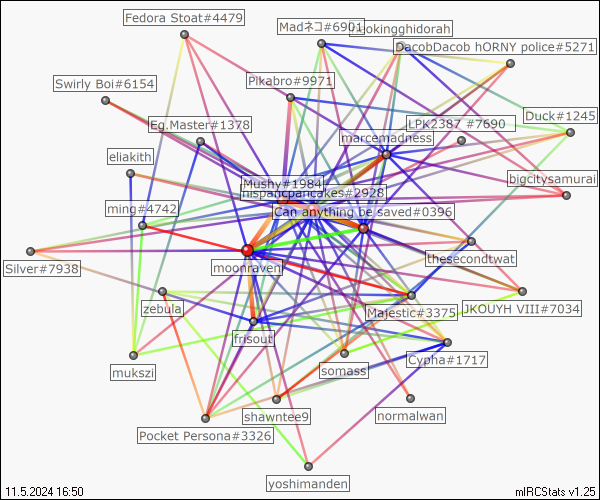 Fedora Stoat#4479
Madネコ#6901
jokingghidorah
DacobDacob hORNY police#5271
Swirly Boi#6154
Pikabro#9971
Duck#1245
Eg.Master#1378
LPK2387 #7690
marcemadness
eliakith
Mushy#1984
hispanicpancakes#2928
bigcitysamurai
ming#4742
Can anything be saved#0396
Silver#7938
moonraven
thesecondtwat
zebula
Majestic#3375
JKOUYH VIII#7034
frisout
mukszi
somass
Cypha#1717
shawntee9
normalwan
Pocket Persona#3326
yoshimanden
11.5.2024 16:50
mIRCStats v1.25